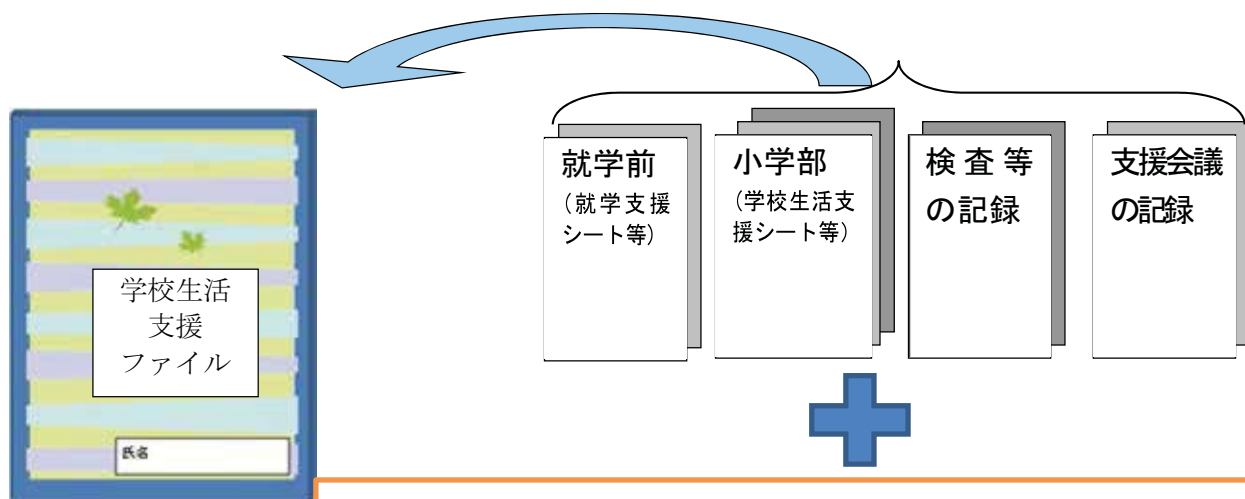 学校生活
支援
ファイル
氏名
就学前
(就学支援
シート等)
小学部
(学校生活支
援シート等)
検査等
の記録
支援会議
の記録